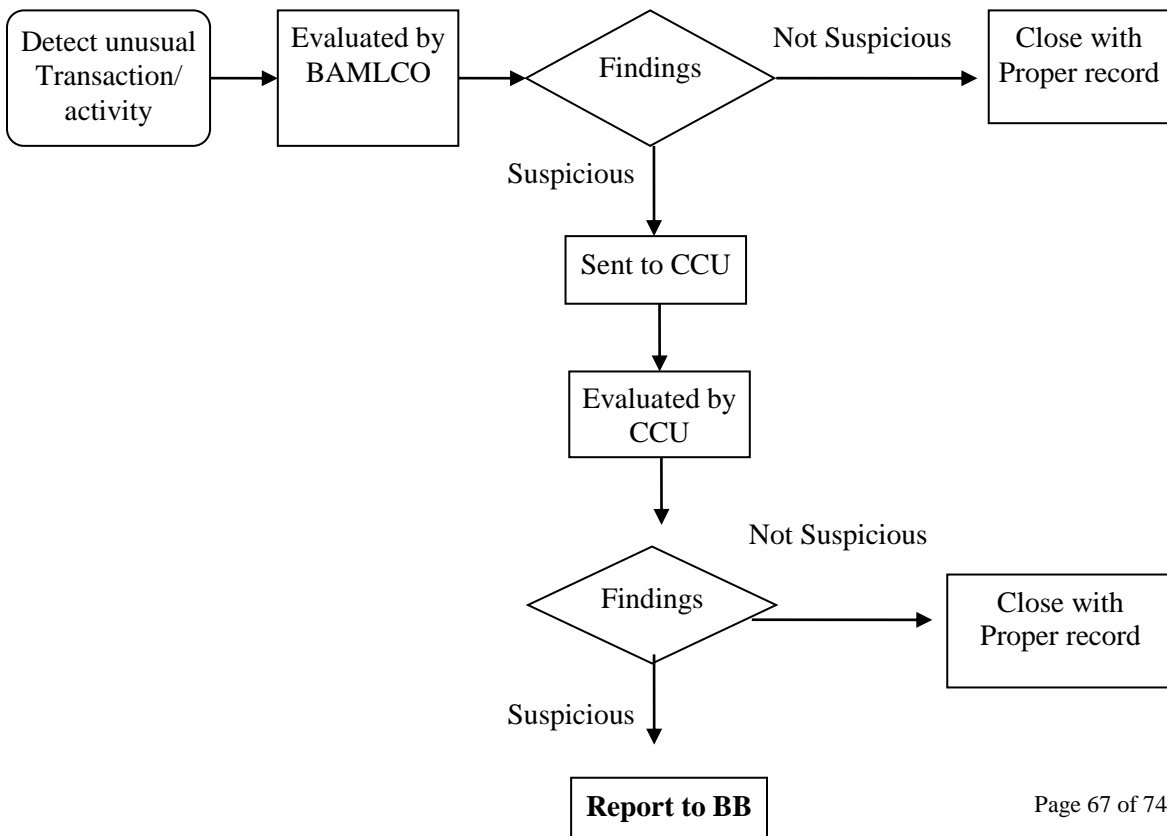 Detect unusual
Transaction/
activity
Evaluated by
BAMLCO
Findings
Not Suspicious
Close with
Proper record
Suspicious
Sent to CCU
Evaluated by
CCU
Not Suspicious
Findings
Close with
Proper record
Suspicious
Report to BB
Page 67 of 74